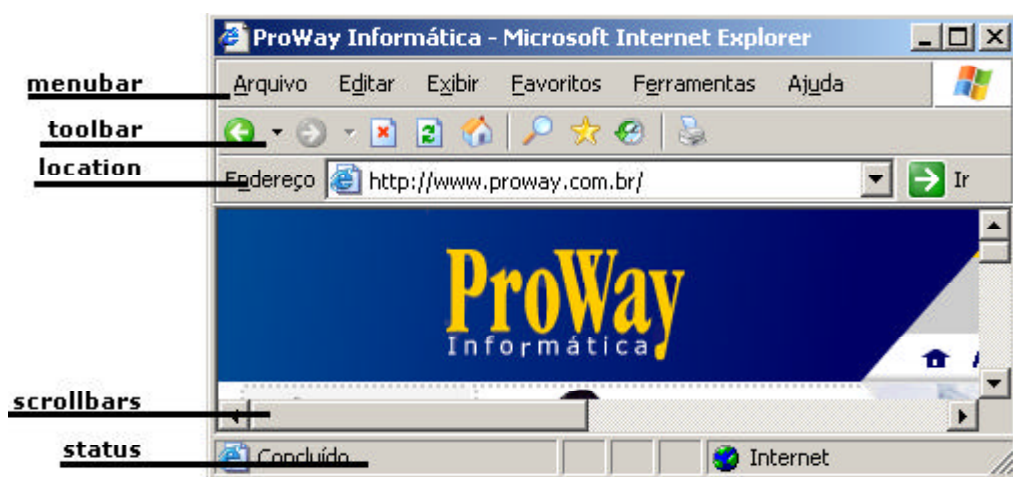 ProWay Informática - Microsoft Internet Explorer
menubar
Arquivo Editar Exibir Favoritos Ferramentas Ajuda
toolbar
location
Endereço http://www.proway.com.br/ Ir
ProWay
Informática
scrollbars
status
Concluído Internet